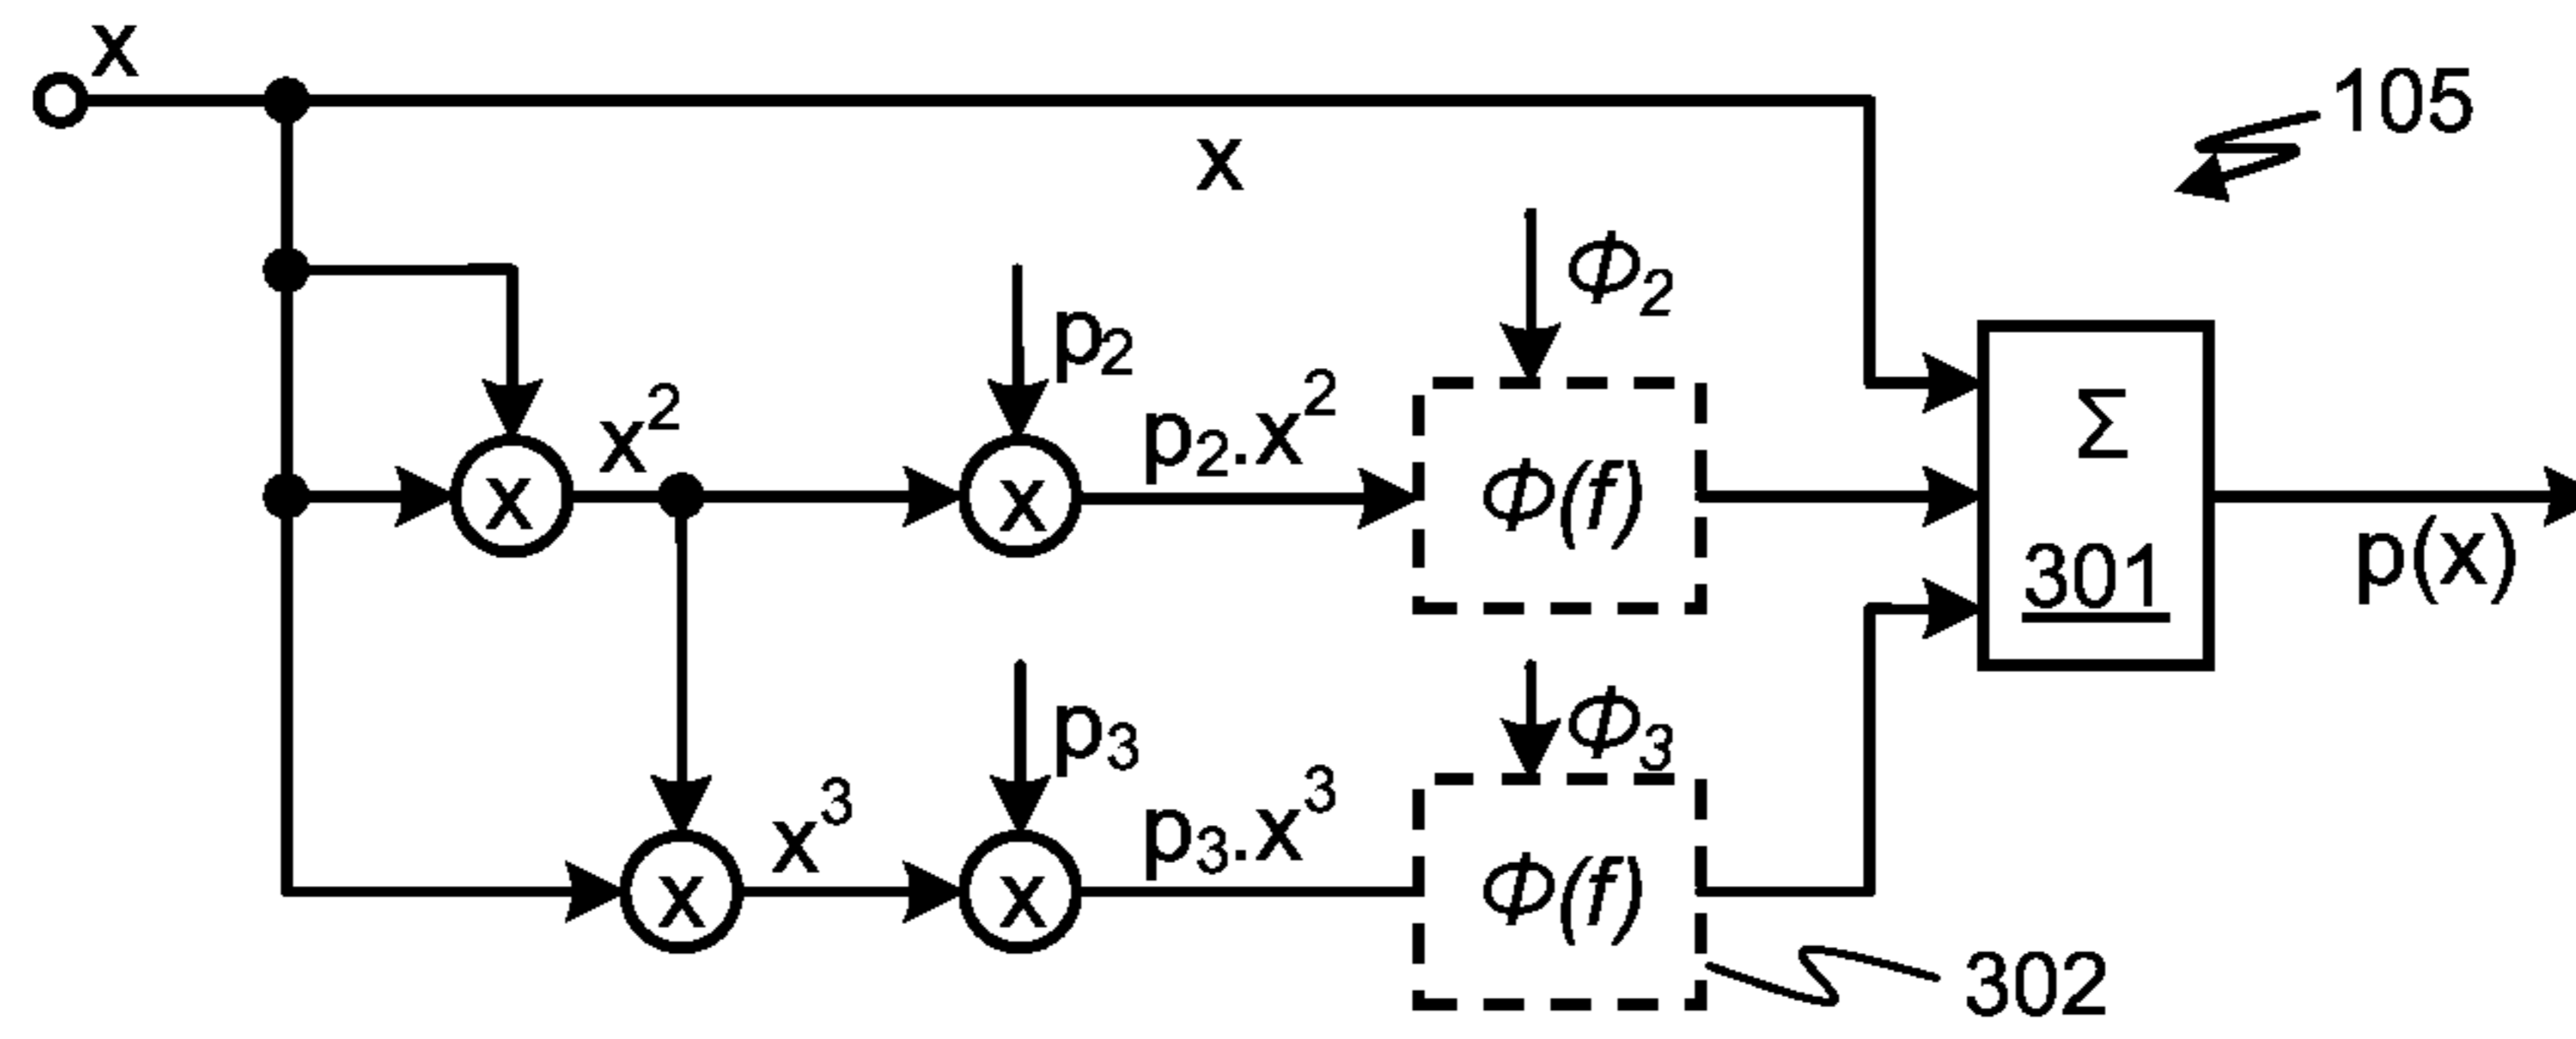 x
x
105
Φ₂
p₂
x²
x
x
p₂.x²
Φ(f)
Σ
301
p(x)
Φ₃
p₃
x³
x
x
p₃.x³
Φ(f)
302